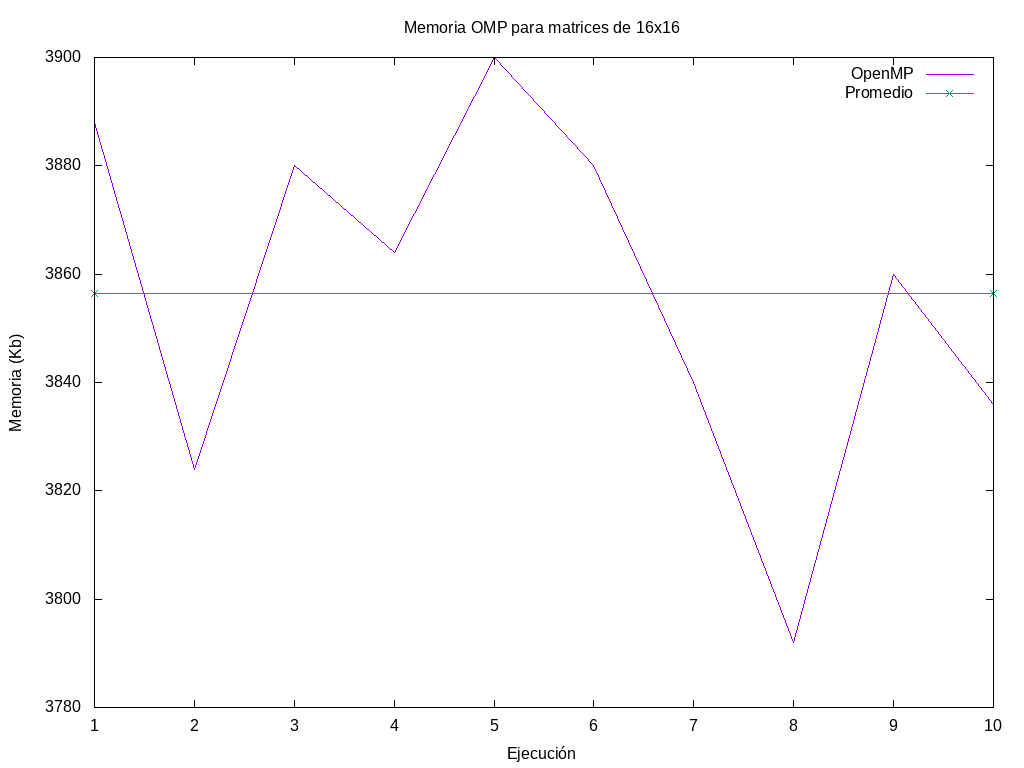 Memoria OMP para matrices de 16x16
OpenMP
Promedio
3900
3880
3860
3840
3820
3800
3780
Memoria (Kb)
1 2 3 4 5 6 7 8 9 10
Ejecución